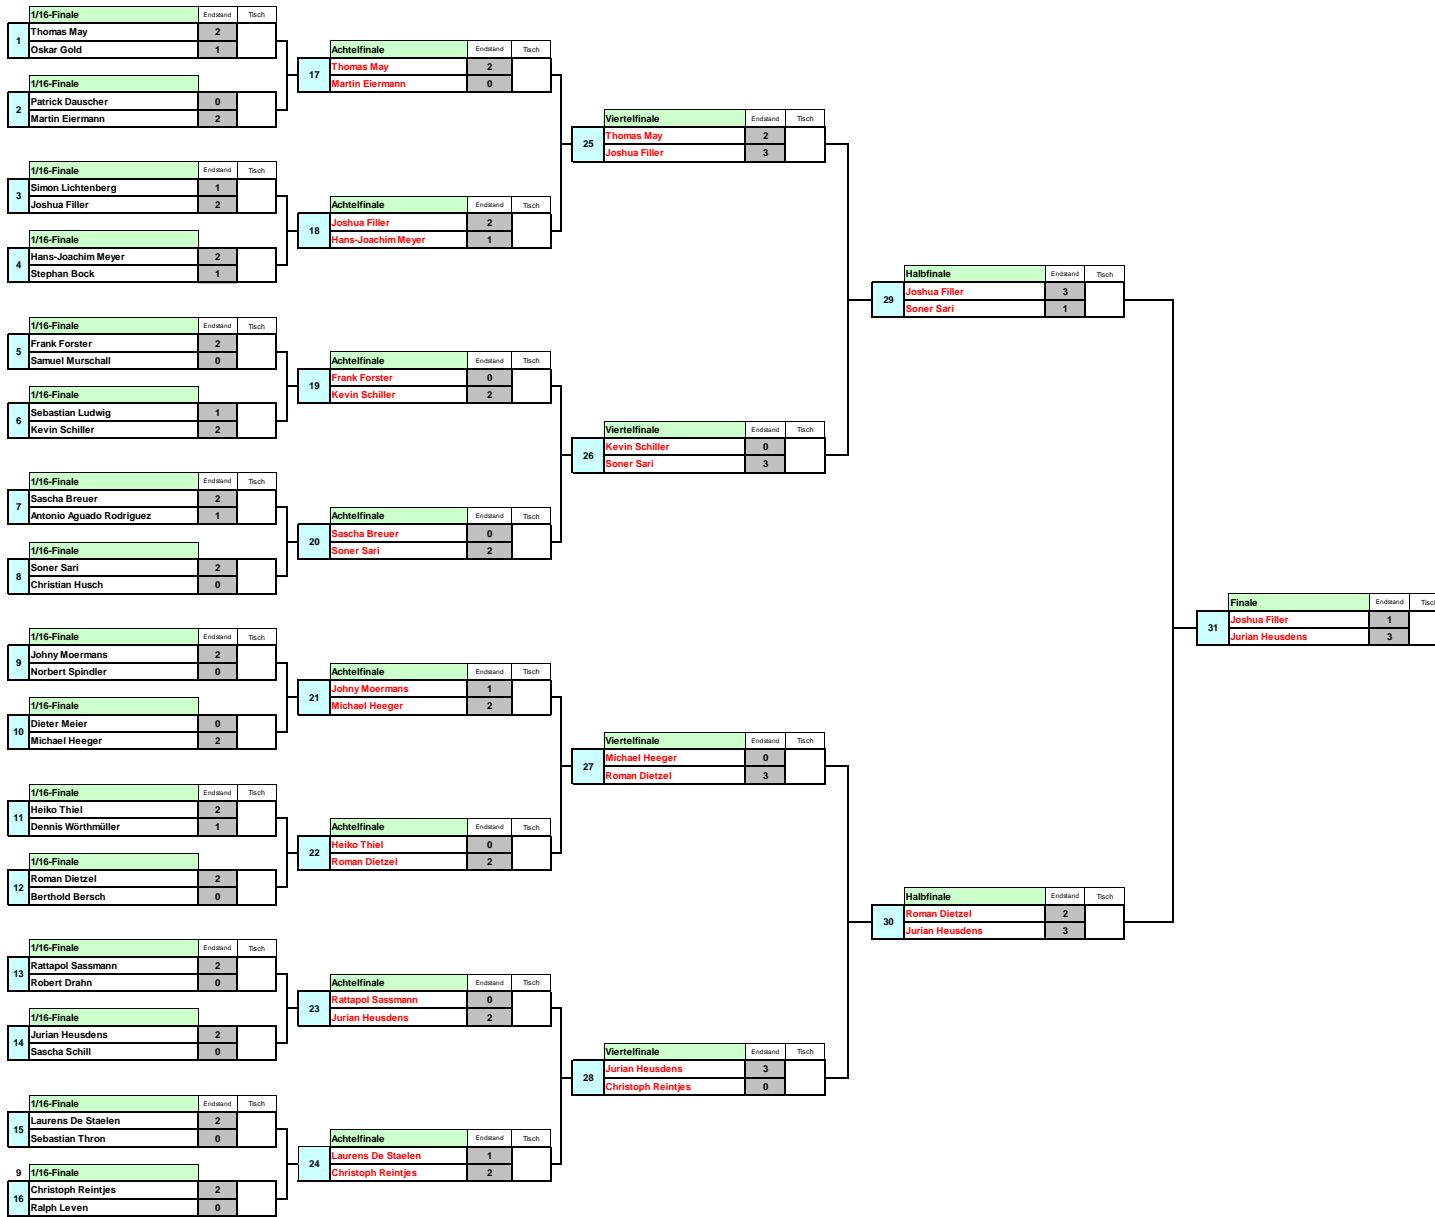 1/16-Finale Endstand Tisch
1 Thomas May 2
Oskar Gold 1
1/16-Finale
2 Patrick Dauscher 0
Martin Eiermann 2
1/16-Finale Endstand Tisch
3 Simon Lichtenberg 1
Joshua Filler 2
1/16-Finale
4 Hans-Joachim Meyer 2
Stephan Bock 1
1/16-Finale Endstand Tisch
5 Frank Forster 2
Samuel Murschall 0
1/16-Finale
6 Sebastian Ludwig 1
Kevin Schiller 2
1/16-Finale Endstand Tisch
7 Sascha Breuer 2
Antonio Aguado Rodriguez 1
1/16-Finale
8 Soner Sari 2
Christian Husch 0
1/16-Finale Endstand Tisch
9 Johny Moermans 2
Norbert Spindler 0
1/16-Finale
10 Dieter Meier 0
Michael Heeger 2
1/16-Finale Endstand Tisch
11 Heiko Thiel 2
Dennis Wörthmüller 1
1/16-Finale
12 Roman Dietzel 2
Berthold Bersch 0
1/16-Finale Endstand Tisch
13 Rattapol Sassmann 2
Robert Drahn 0
1/16-Finale
14 Jurian Heusdens 2
Sascha Schill 0
1/16-Finale Endstand Tisch
15 Laurens De Staelen 2
Sebastian Thron 0
9 1/16-Finale
16 Christoph Reintjes 2
Ralph Leven 0
Achtelfinale Endstand Tisch
17 Thomas May 2
Martin Eiermann 0
Achtelfinale Endstand Tisch
18 Joshua Filler 2
Hans-Joachim Meyer 1
Achtelfinale Endstand Tisch
19 Frank Forster 0
Kevin Schiller 2
Achtelfinale Endstand Tisch
20 Sascha Breuer 0
Soner Sari 2
Achtelfinale Endstand Tisch
21 Johny Moermans 1
Michael Heeger 2
Achtelfinale Endstand Tisch
22 Heiko Thiel 0
Roman Dietzel 2
Achtelfinale Endstand Tisch
23 Rattapol Sassmann 0
Jurian Heusdens 2
Achtelfinale Endstand Tisch
24 Laurens De Staelen 1
Christoph Reintjes 2
Viertelfinale Endstand Tisch
25 Thomas May 2
Joshua Filler 3
Viertelfinale Endstand Tisch
26 Kevin Schiller 0
Soner Sari 3
Viertelfinale Endstand Tisch
27 Michael Heeger 0
Roman Dietzel 3
Viertelfinale Endstand Tisch
28 Jurian Heusdens 3
Christoph Reintjes 0
Halbfinale Endstand Tisch
29 Joshua Filler 3
Soner Sari 1
Halbfinale Endstand Tisch
30 Roman Dietzel 2
Jurian Heusdens 3
Finale Endstand Tisc
31 Joshua Filler 1
Jurian Heusdens 3